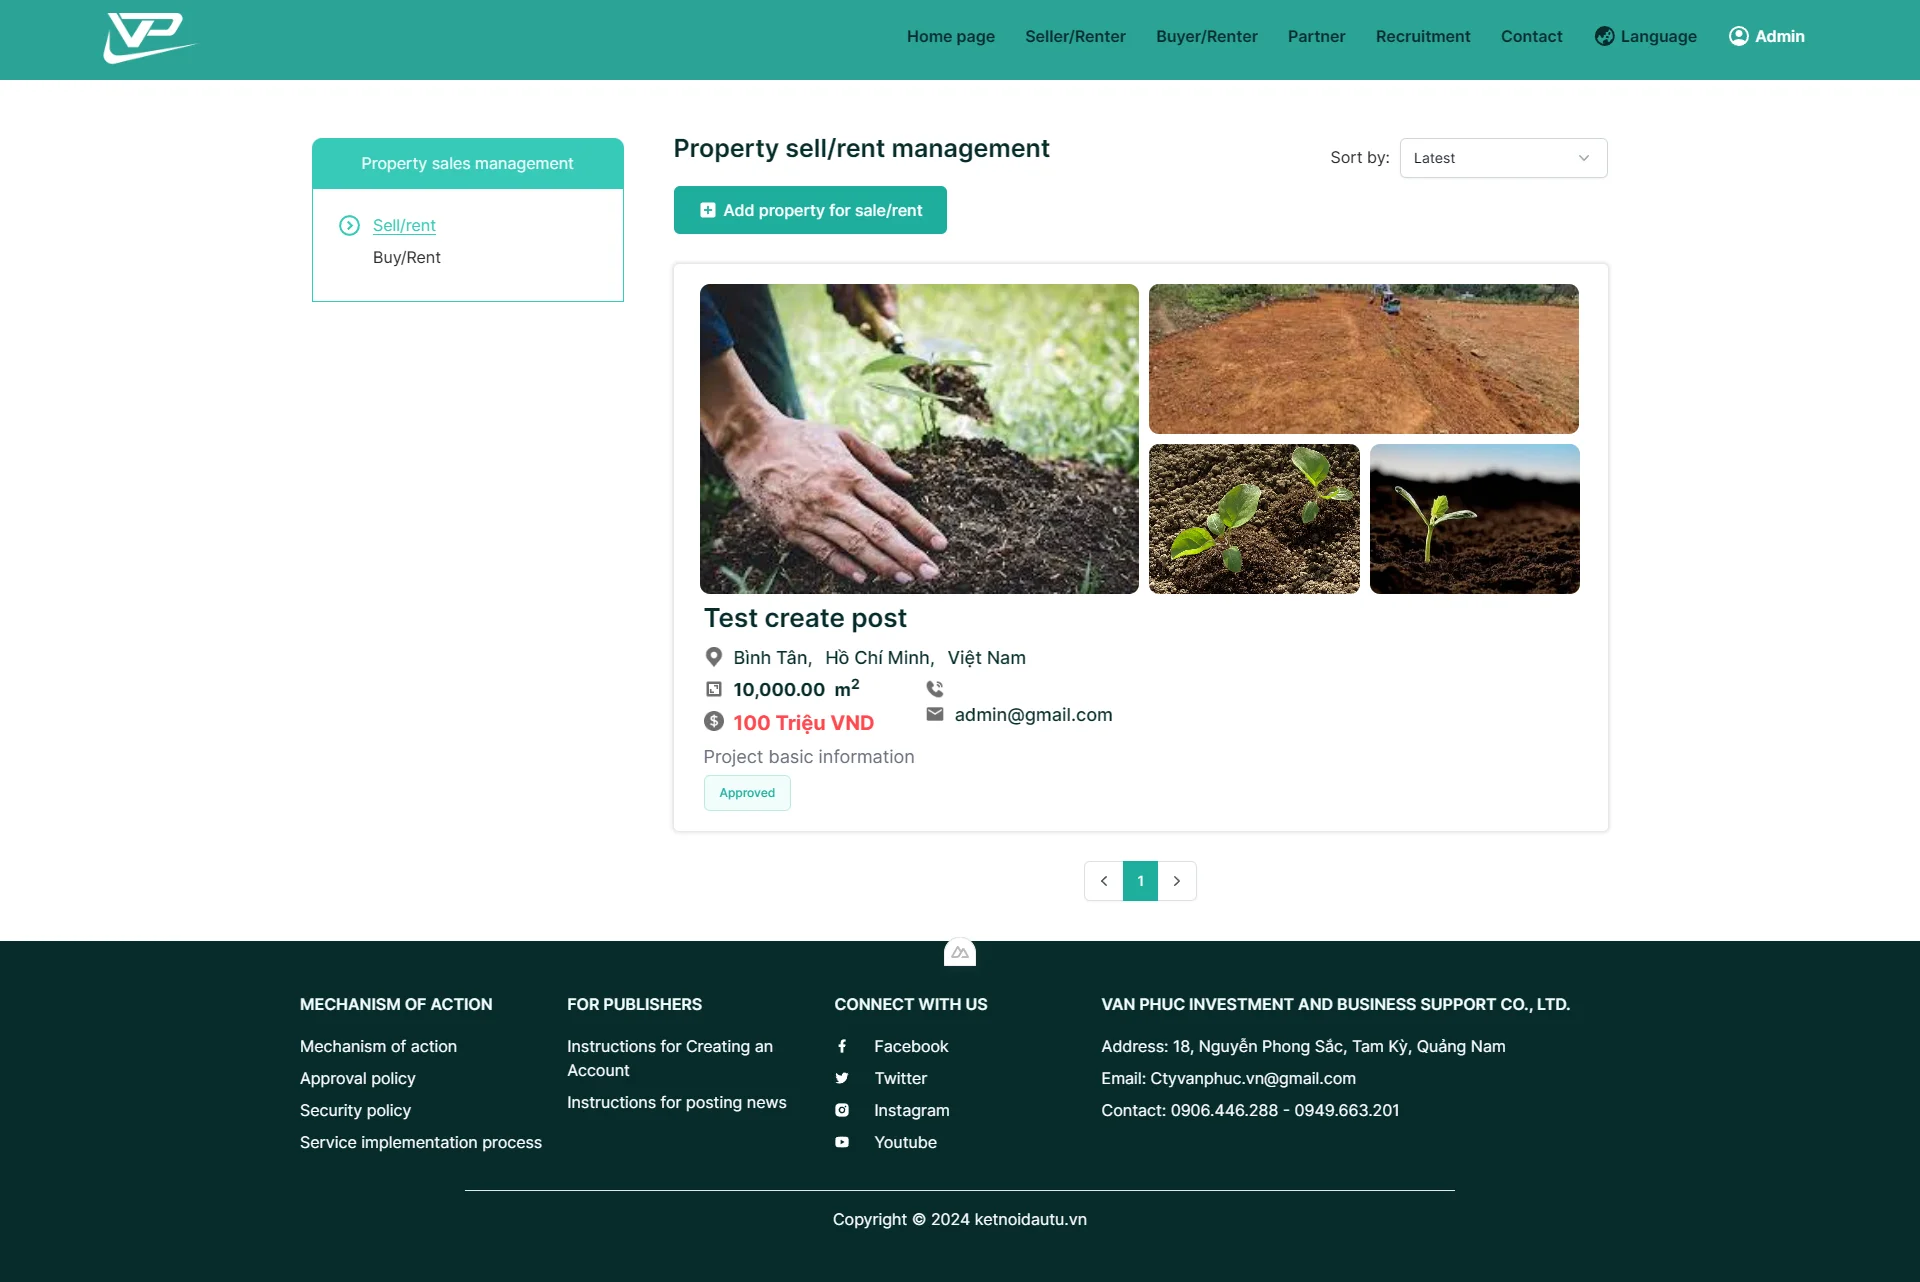 VP
Home page
Seller/Renter
Buyer/Renter
Partner
Recruitment
Contact
Language
Admin
Property sales management
Sell/rent
Buy/Rent
Property sell/rent management
Sort by:
Latest
Add property for sale/rent
Test create post
Bình Tân, Hồ Chí Minh, Việt Nam
10,000.00 m²
100 Triệu VND
admin@gmail.com
Project basic information
Approved
1
MECHANISM OF ACTION
Mechanism of action
Approval policy
Security policy
Service implementation process
FOR PUBLISHERS
Instructions for Creating an
Account
Instructions for posting news
CONNECT WITH US
Facebook
Twitter
Instagram
Youtube
VAN PHUC INVESTMENT AND BUSINESS SUPPORT CO., LTD.
Address: 18, Nguyễn Phong Sắc, Tam Kỳ, Quảng Nam
Email: Ctyvanphuc.vn@gmail.com
Contact: 0906.446.288 - 0949.663.201
Copyright © 2024 ketnoidautu.vn